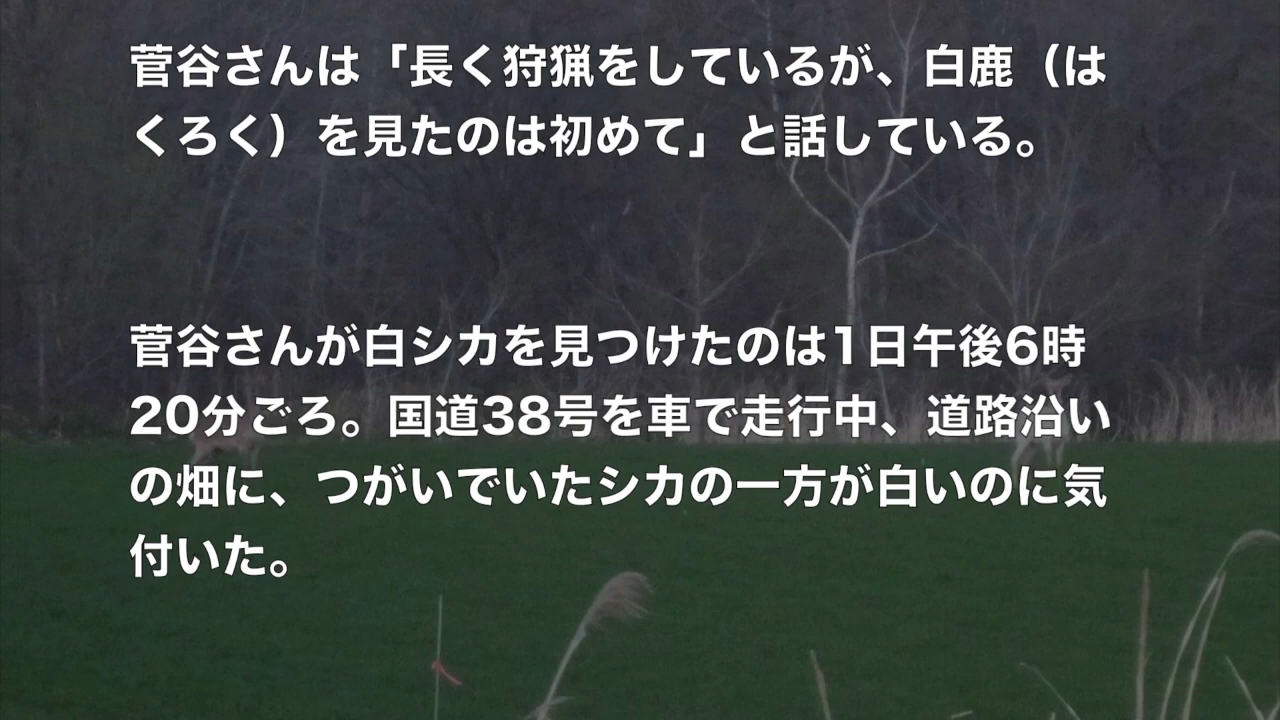 菅谷さんは「長く狩猟をしているが、白鹿（は
くろく）を見たのは初めて」と話している。
菅谷さんが白シカを見つけたのは1日午後6時
20分ごろ。国道38号を車で走行中、道路沿い
の畑に、つがいでいたシカの一方が白いのに気
付いた。